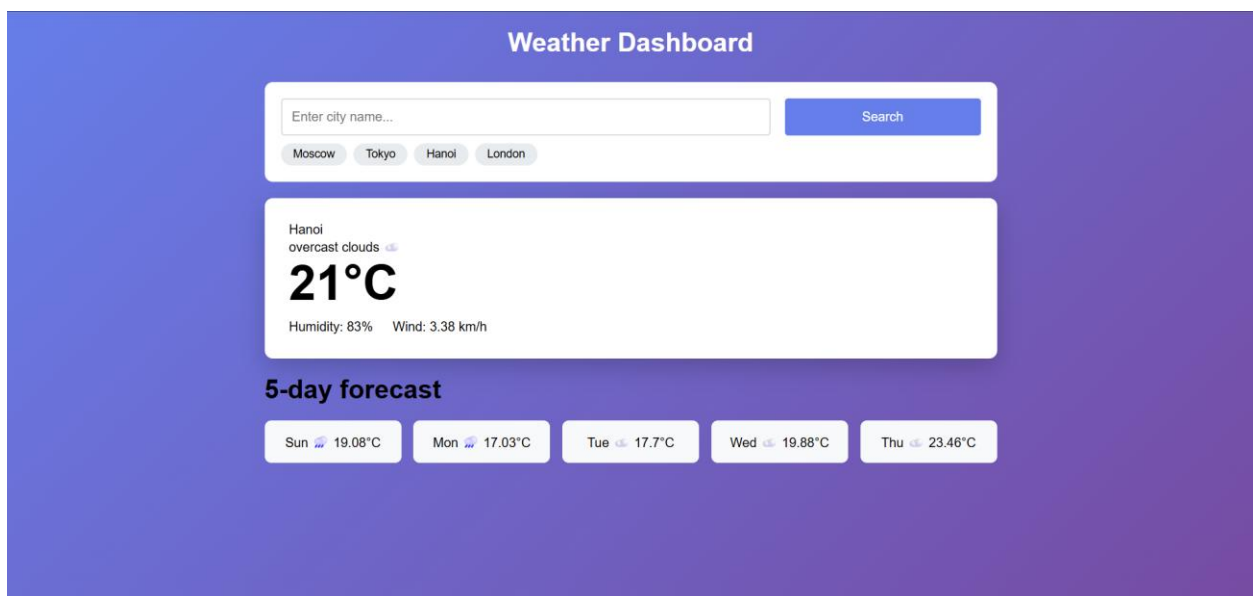 Weather Dashboard
Enter city name...
Search
Moscow Tokyo Hanoi London
Hanoi
overcast clouds
21°C
Humidity: 83% Wind: 3.38 km/h
5-day forecast
Sun 19.08°C
Mon 17.03°C
Tue 17.7°C
Wed 19.88°C
Thu 23.46°C